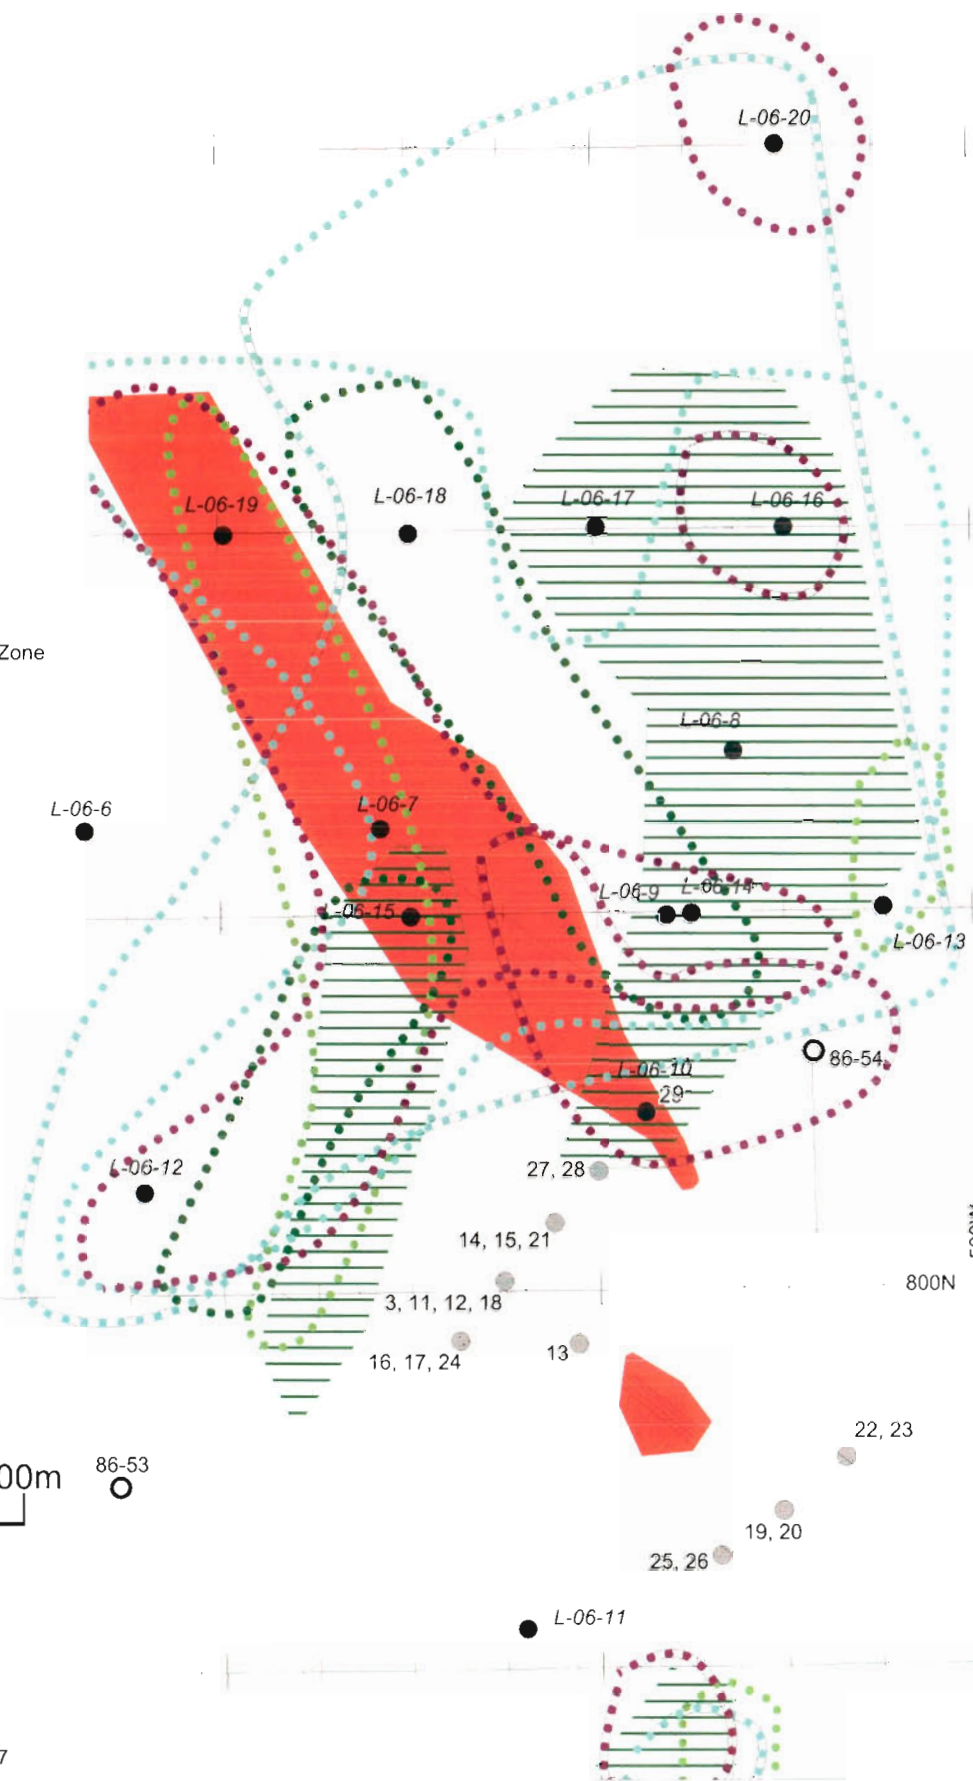 L-06-20
L-06-19
L-06-18
L-06-17
L-06-16
Zone
L-06-8
L-06-6
L-06-7
L-06-9
L-06-14
L-06-15
L-06-13
86-54
L-06-10
29
L-06-12
27, 28
14, 15, 21
800N
3, 11, 12, 18
13
16, 17, 24
22, 23
86-53
00m
19, 20
25, 26
L-06-11
7